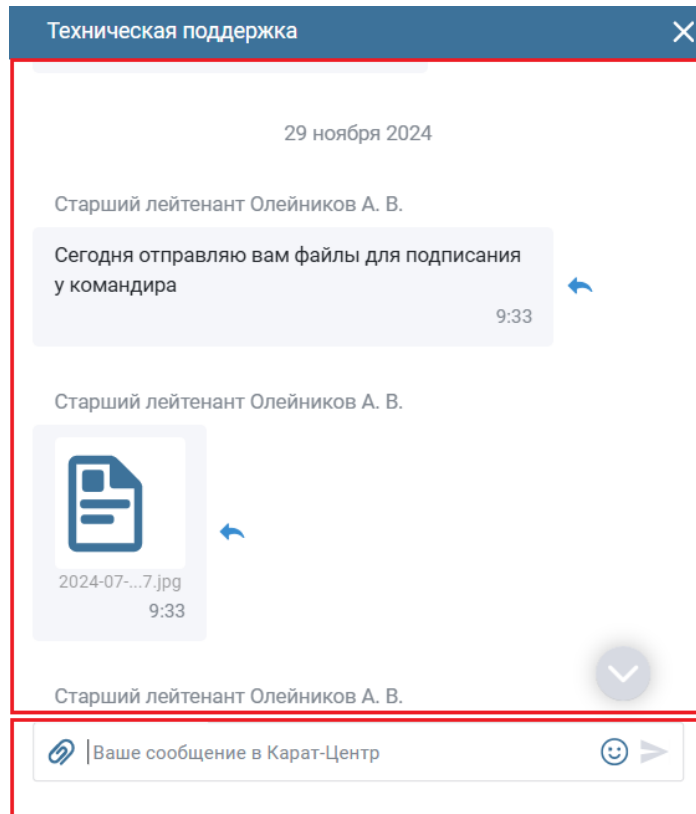 Техническая поддержка
29 ноября 2024
Старший лейтенант Олейников А. В.
Сегодня отправляю вам файлы для подписания
у командира
9:33
Старший лейтенант Олейников А. В.
2024-07-...7.jpg
9:33
Старший лейтенант Олейников А. В.
Ваше сообщение в Карат-Центр